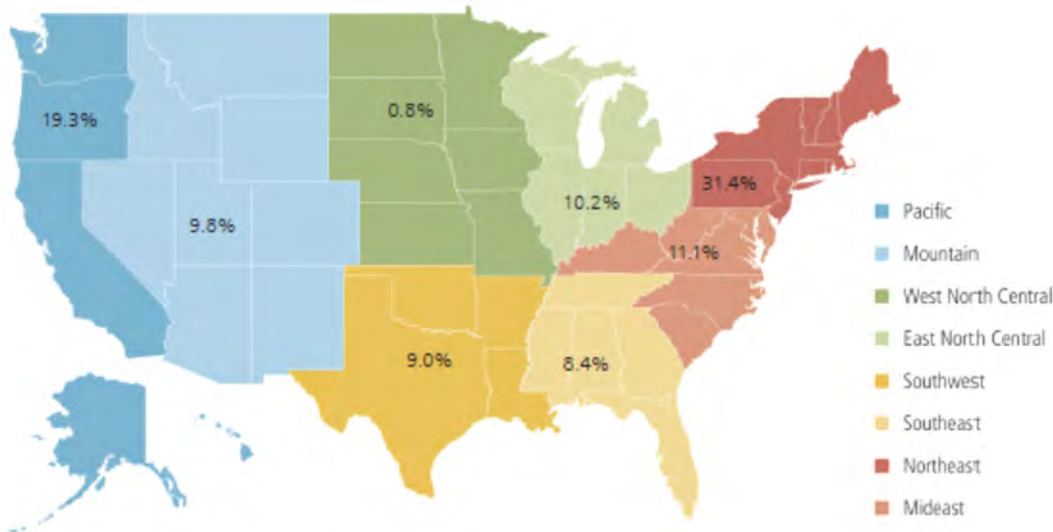 19.3%
0.8%
31.4%
10.2%
9.8%
11.1%
9.0%
8.4%
Pacific
Mountain
West North Central
East North Central
Southwest
Southeast
Northeast
Mideast